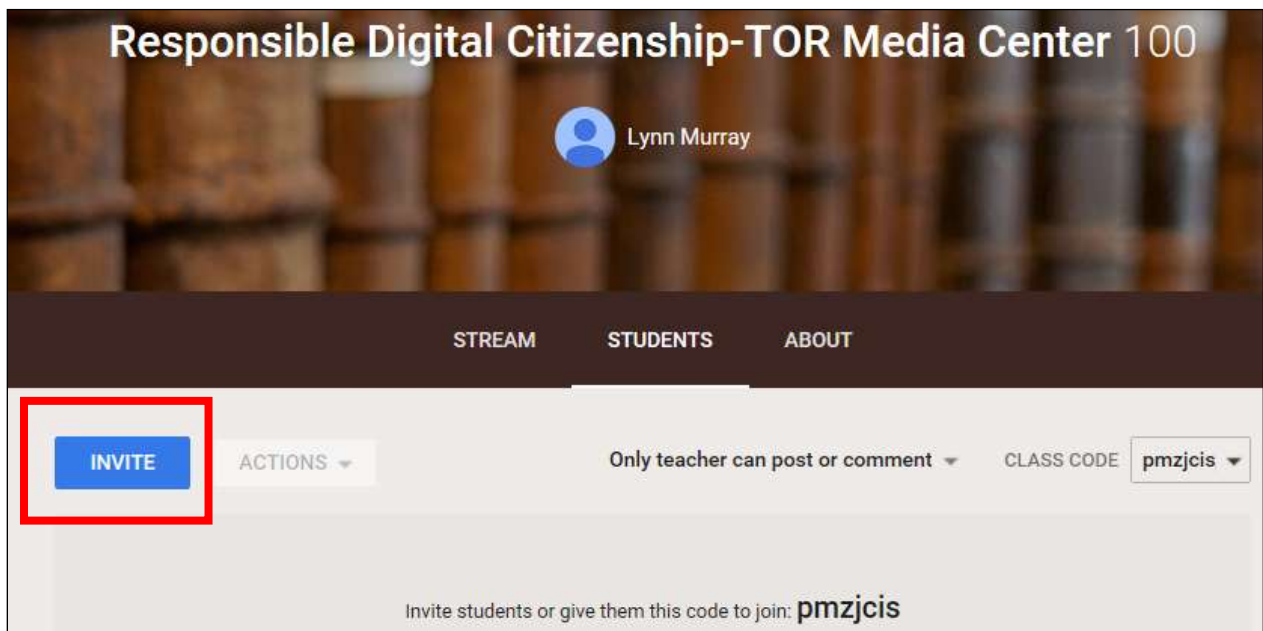 Responsible Digital Citizenship-TOR Media Center 100
Lynn Murray
STREAM STUDENTS ABOUT
INVITE ACTIONS Only teacher can post or comment CLASS CODE pmzjcis
Invite students or give them this code to join: pmzjcis